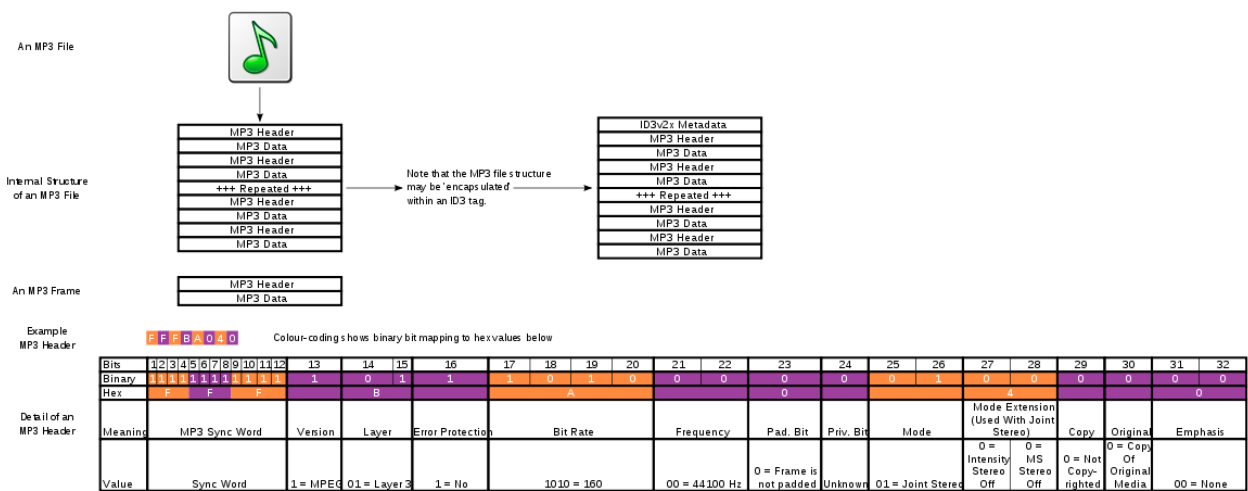 An MP3 File
Internal Structure
of an MP3 File
MP3 Header
MP3 Data
MP3 Header
MP3 Data
+++ Repeated +++
MP3 Header
MP3 Data
MP3 Header
MP3 Data
Note that the MP3 file structure
may be 'encapsulated'
within an ID3 tag.
ID3v2x Metadata
MP3 Header
MP3 Data
MP3 Header
MP3 Data
+++ Repeated +++
MP3 Header
MP3 Data
MP3 Header
MP3 Data
An MP3 Frame
MP3 Header
MP3 Data
Example
MP3 Header
F F F B A 0 4 0
Colour-coding shows binary bit mapping to hex values below
Detail of an
MP3 Header
Bits 1 2 3 4 5 6 7 8 9 10 11 12 13 14 15 16 17 18 19 20 21 22 23 24 25 26 27 28 29 30 31 32
Binary 1 1 1 1 1 1 1 1 1 1 1 1 1 0 1 1 1 0 1 0 0 0 0 0 0 1 0 0 0 0 0 0
Hex F F F B A 0 4 0
Meaning MP3 Sync Word Version Layer Error Protection Bit Rate Frequency Pad. Bit Priv. Bit Mode Mode Extension (Used With Joint Stereo) Copy Original Emphasis
Value Sync Word 1 = MPEG 01 = Layer 3 1 = No 1010 = 160 00 = 44100 Hz 0 = Frame is not padded Unknown 01 = Joint Stereo 0 = Intensity Stereo Off 0 = MS Stereo Off 0 = Not Copy-righted 0 = Copy Of Original Media 00 = None